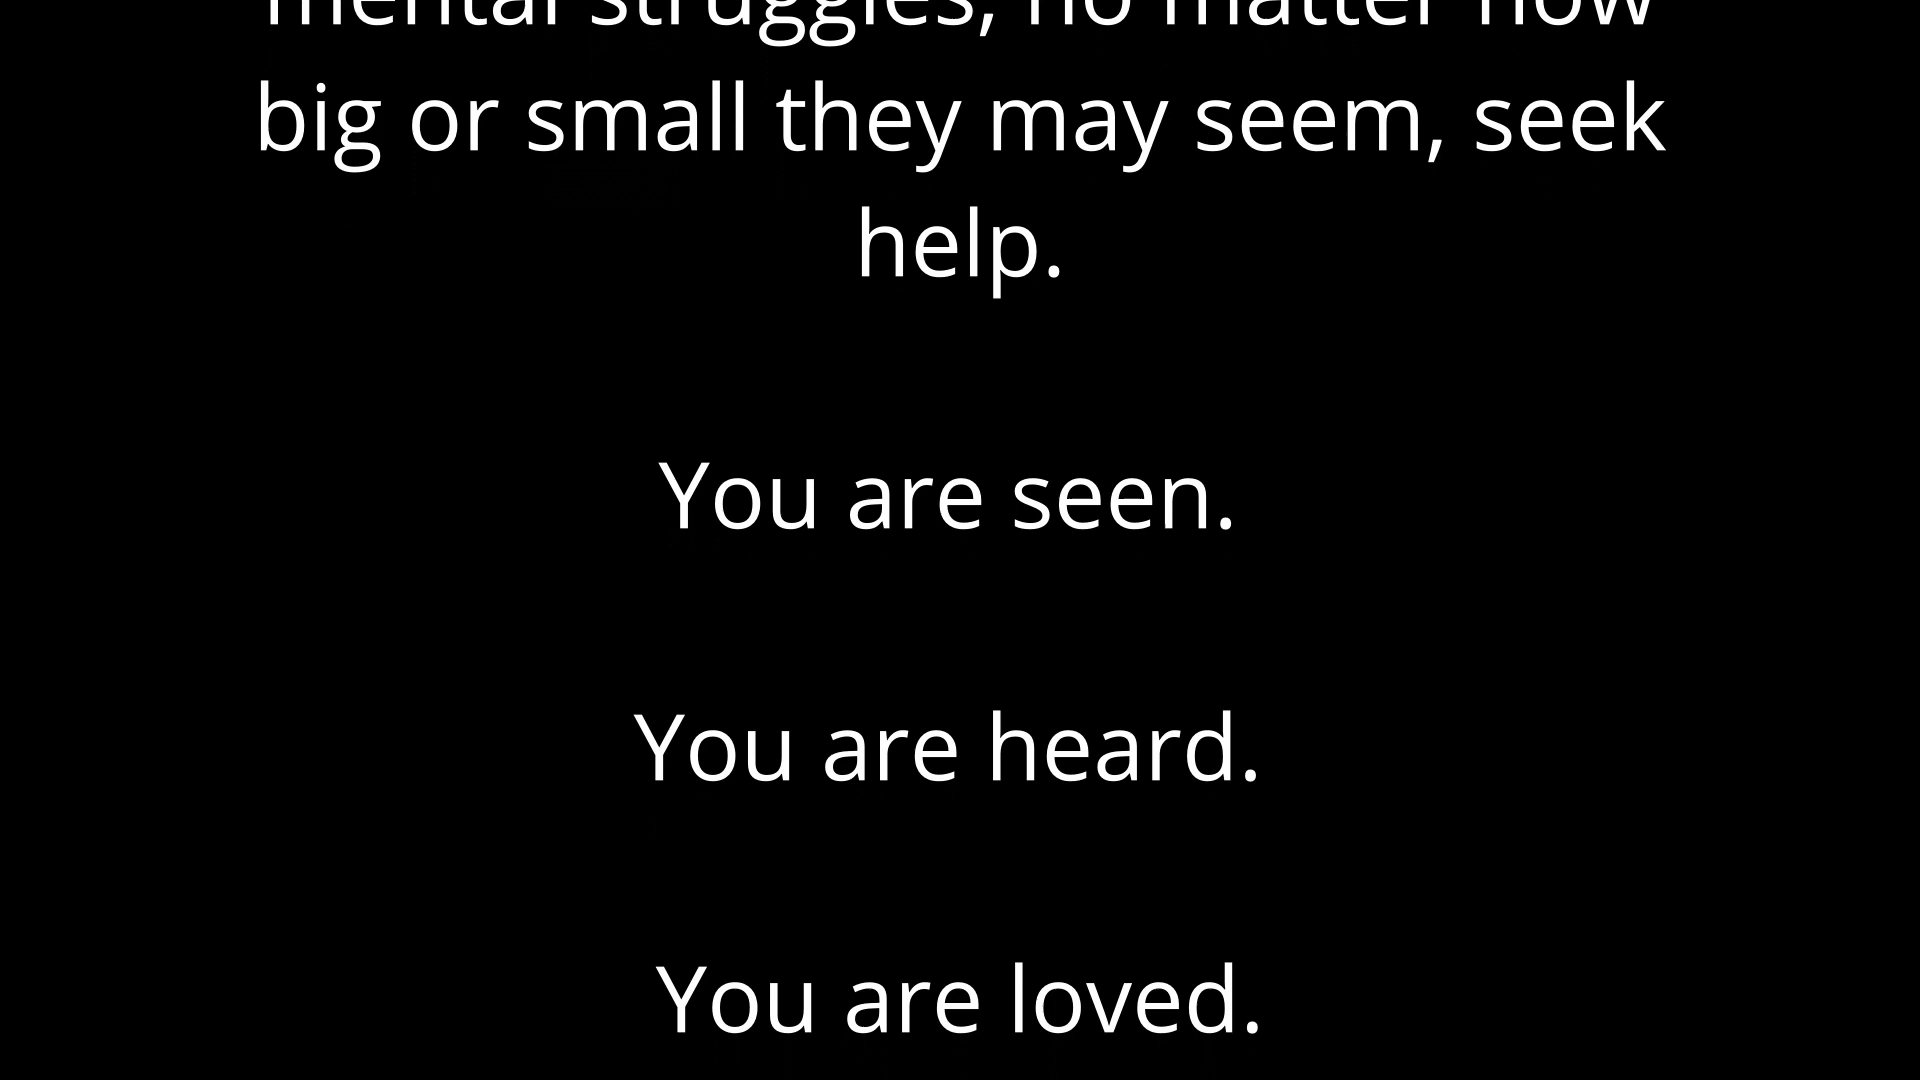 mental struggles, no matter how
big or small they may seem, seek
help.
You are seen.
You are heard.
You are loved.